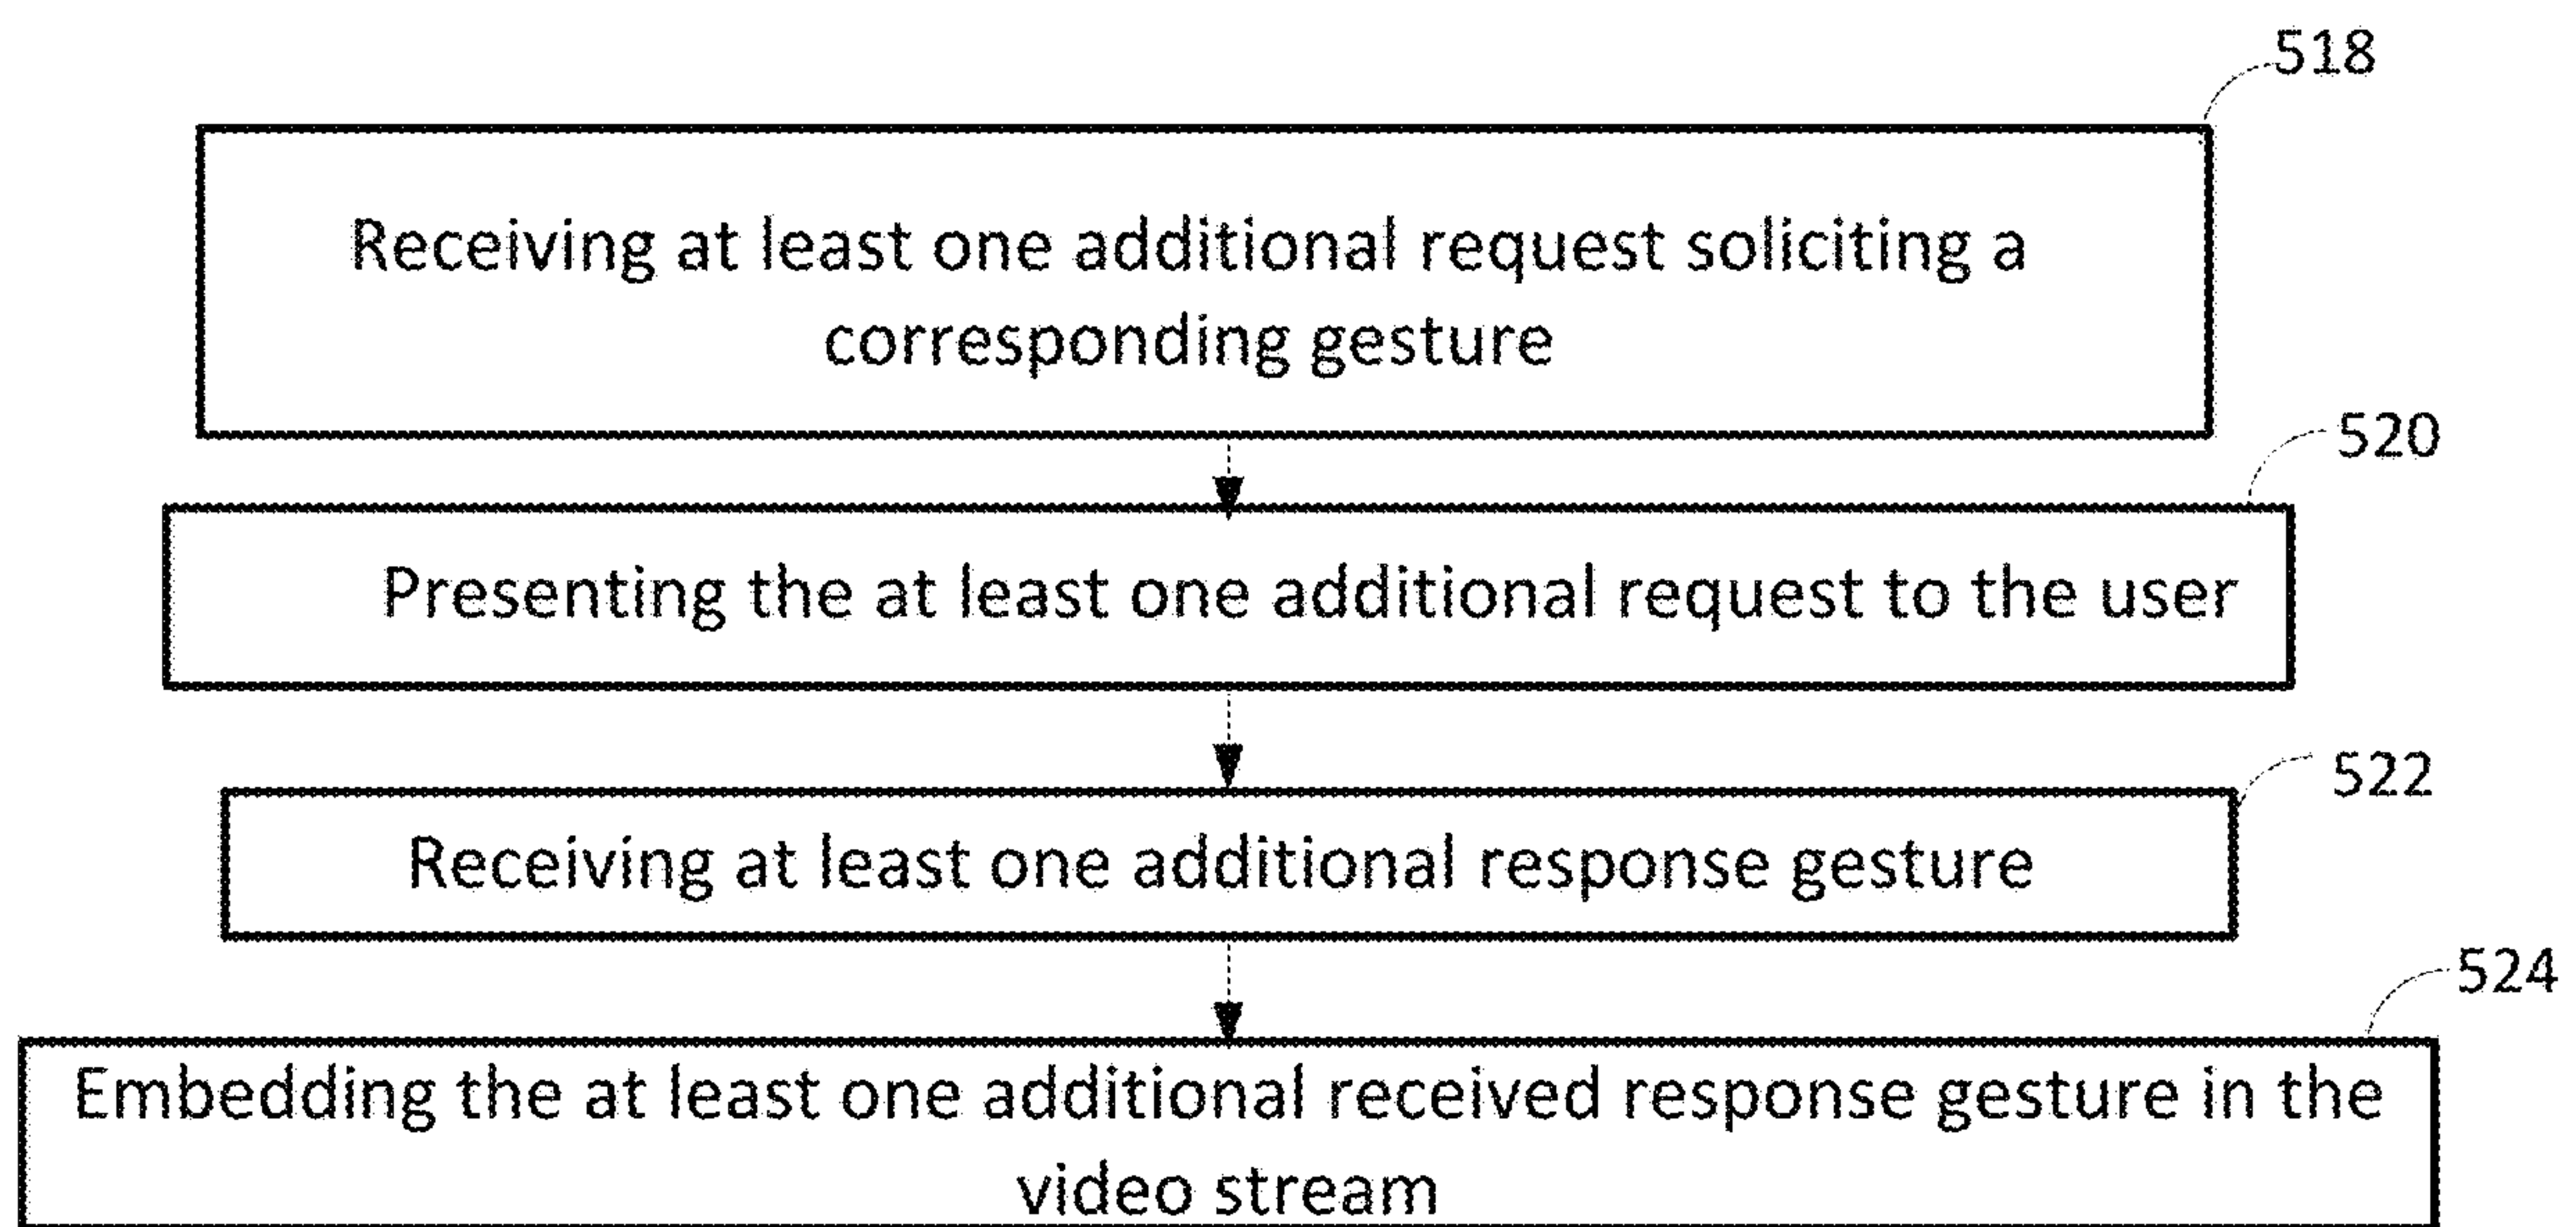 518
Receiving at least one additional request soliciting a
corresponding gesture
520
Presenting the at least one additional request to the user
522
Receiving at least one additional response gesture
524
Embedding the at least one additional received response gesture in the
video stream